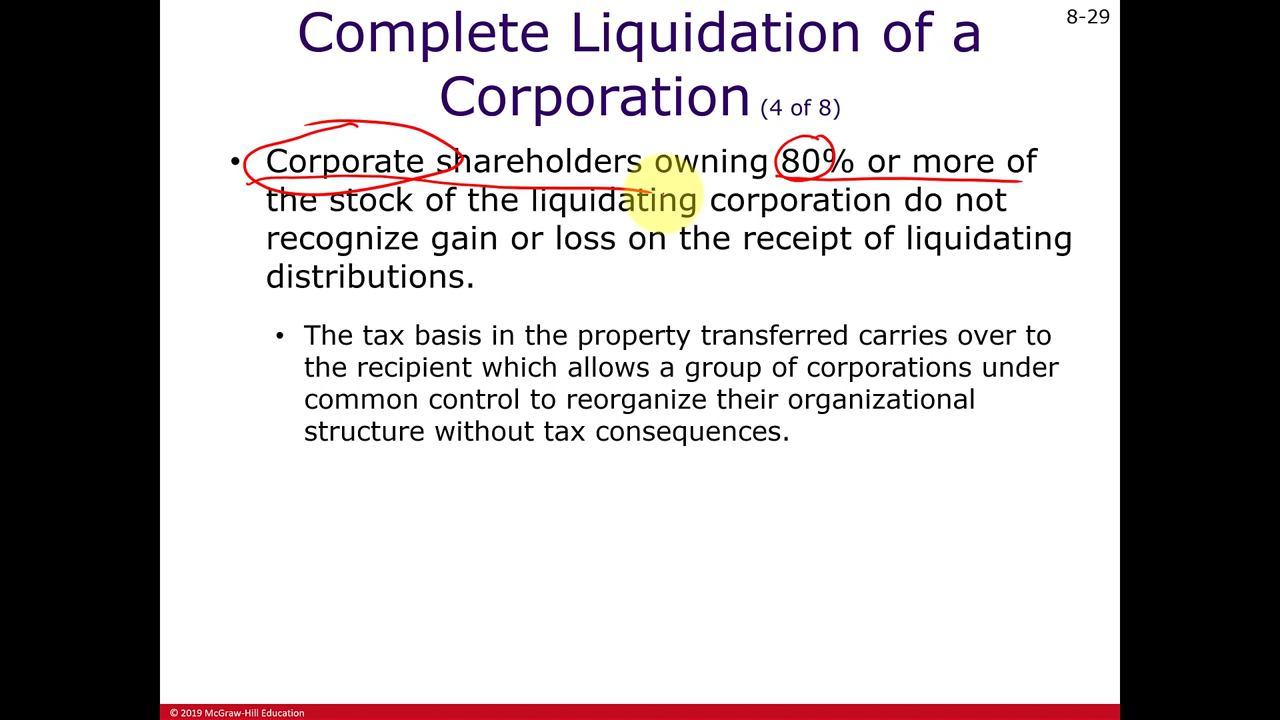 8-29
Complete Liquidation of a
Corporation (4 of 8)
• Corporate shareholders owning 80% or more of
the stock of the liquidating corporation do not
recognize gain or loss on the receipt of liquidating
distributions.
• The tax basis in the property transferred carries over to
the recipient which allows a group of corporations under
common control to reorganize their organizational
structure without tax consequences.
© 2019 McGraw-Hill Education